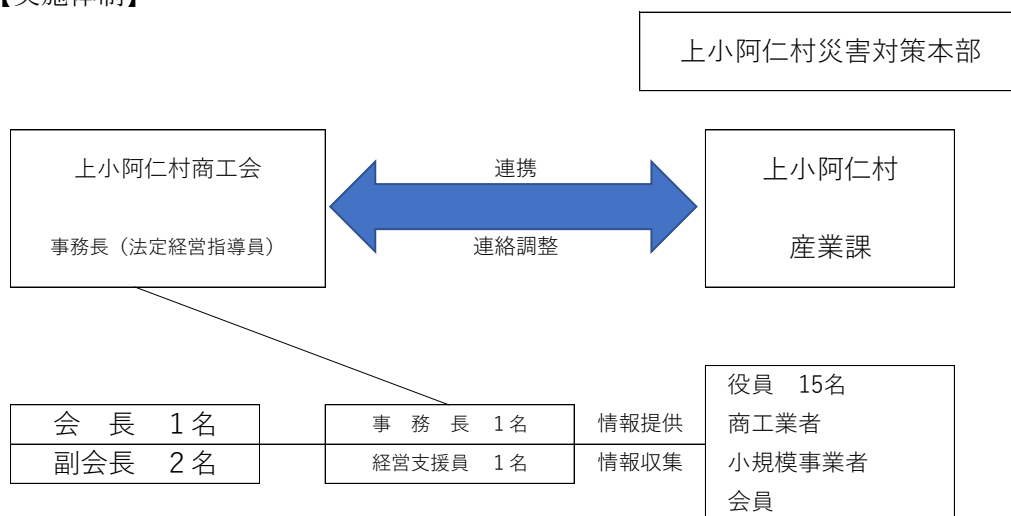 【実施体制】
上小阿仁村災害対策本部
上小阿仁村商工会
事務長（法定経営指導員）
連携
連絡調整
上小阿仁村
産業課
会　長　1名
副会長　2名
事　務　長　1名
経営支援員　1名
情報提供
情報収集
役員　15名
商工業者
小規模事業者
会員